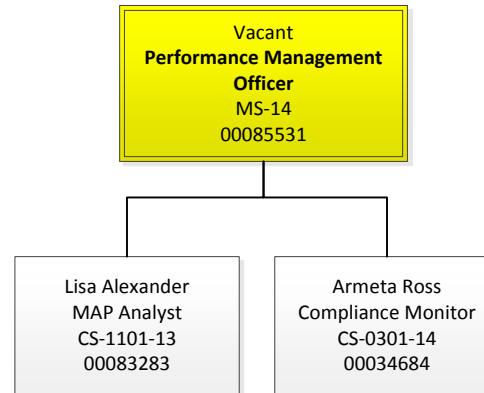 Vacant
Performance Management
Officer
MS-14
00085531
Lisa Alexander
MAP Analyst
CS-1101-13
00083283
Armeta Ross
Compliance Monitor
CS-0301-14
00034684